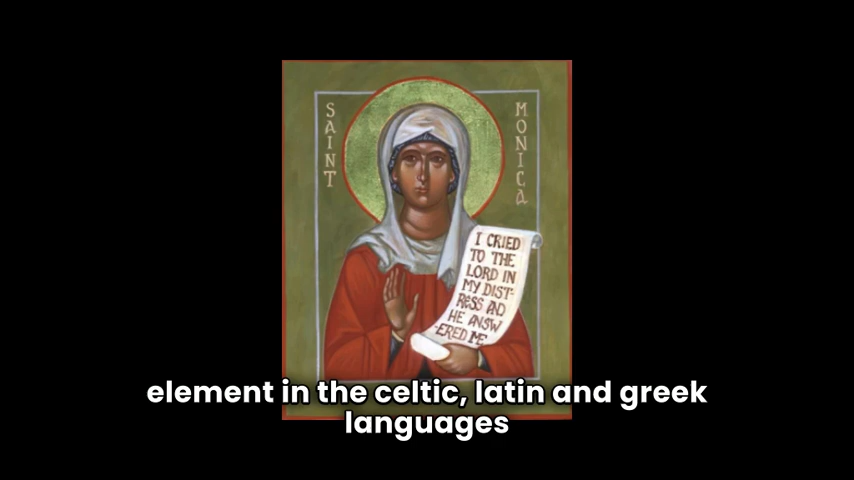 SAINT
MONICA
I CRIED
TO THE
LORD IN
MY DIST-
RESS AND
HE ANSW
-ERED ME
element in the celtic, latin and greek
languages